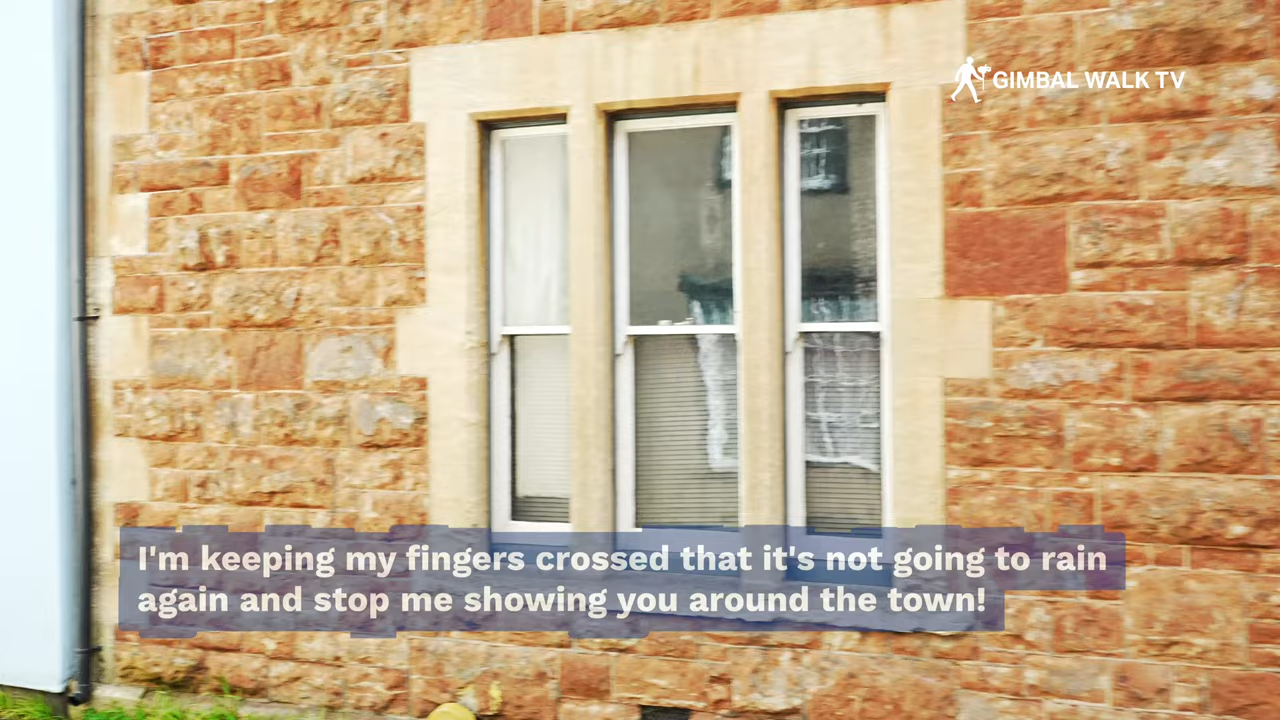 GIMBAL WALK TV
I'm keeping my fingers crossed that it's not going to rain
again and stop me showing you around the town!